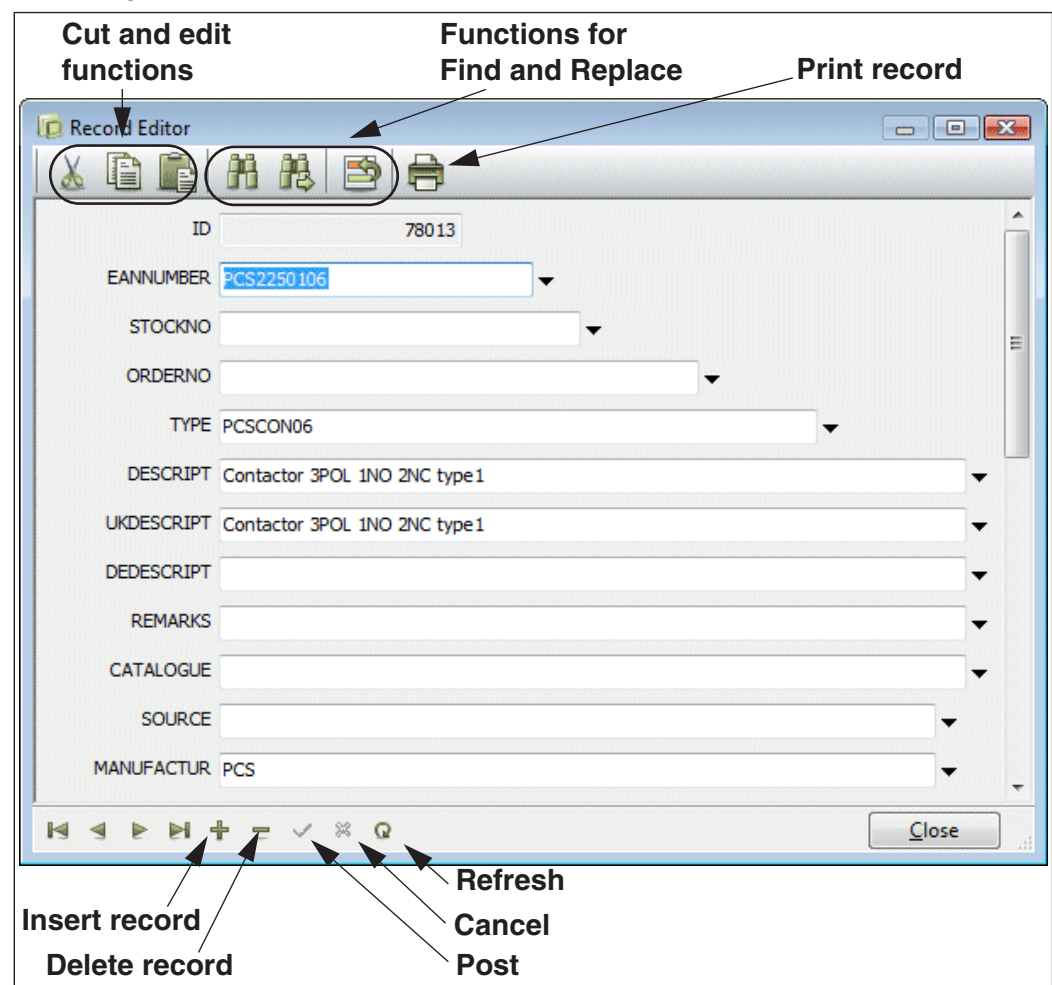 Cut and edit
functions
Functions for
Find and Replace
Print record
Record Editor
ID 78013
EANNUMBER PCS2250106
STOCKNO
ORDERNO
TYPE PCSCON06
DESCRIPT Contactor 3POL 1NO 2NC type1
UKDESCRIPT Contactor 3POL 1NO 2NC type1
DEDESCRIPT
REMARKS
CATALOGUE
SOURCE
MANUFACTUR PCS
Close
Refresh
Insert record
Cancel
Delete record
Post